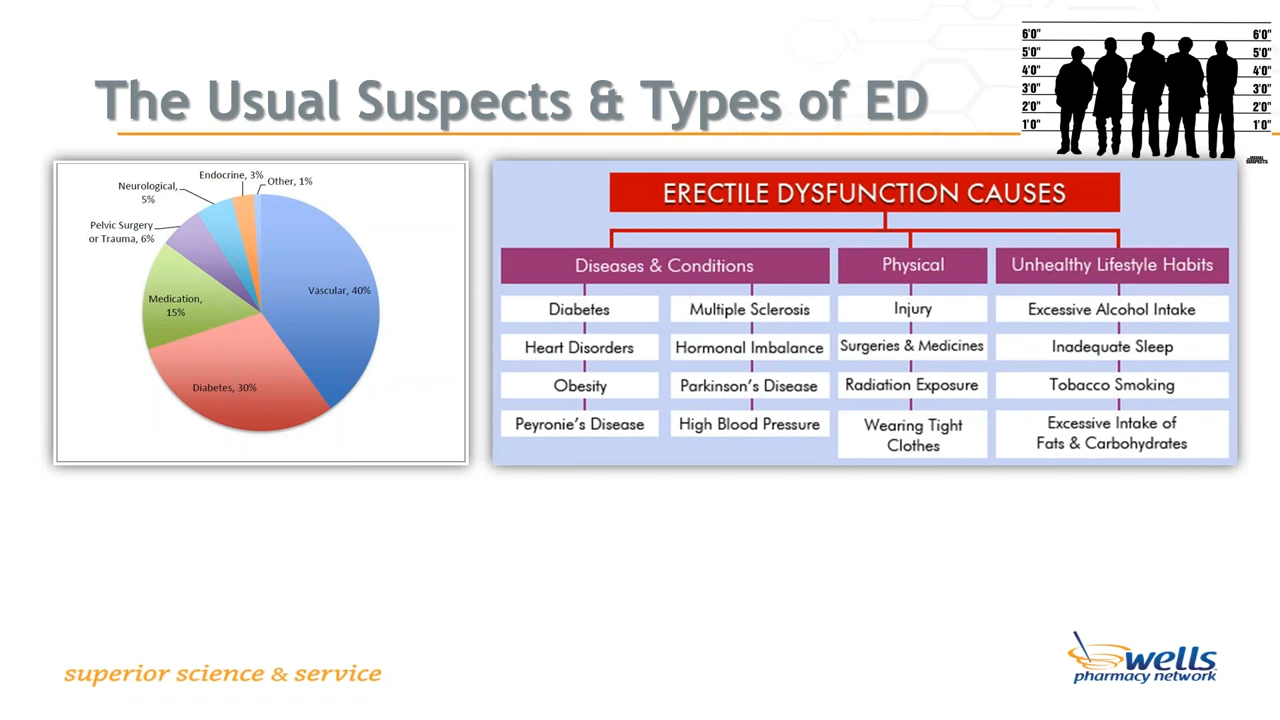 The Usual Suspects & Types of ED
6'0" 6'0"
5'0" 5'0"
4'0" 4'0"
3'0" 3'0"
2'0" 2'0"
1'0" 1'0"
USUAL
SUSPECTS
Endocrine, 3%
Other, 1%
Neurological,
5%
Pelvic Surgery
or Trauma, 6%
Vascular, 40%
Medication,
15%
Diabetes, 30%
ERECTILE DYSFUNCTION CAUSES
Diseases & Conditions
Diabetes
Heart Disorders
Obesity
Peyronie's Disease
Multiple Sclerosis
Hormonal Imbalance
Parkinson's Disease
High Blood Pressure
Physical
Injury
Surgeries & Medicines
Radiation Exposure
Wearing Tight
Clothes
Unhealthy Lifestyle Habits
Excessive Alcohol Intake
Inadequate Sleep
Tobacco Smoking
Excessive Intake of
Fats & Carbohydrates
superior science & service
wells
pharmacy network